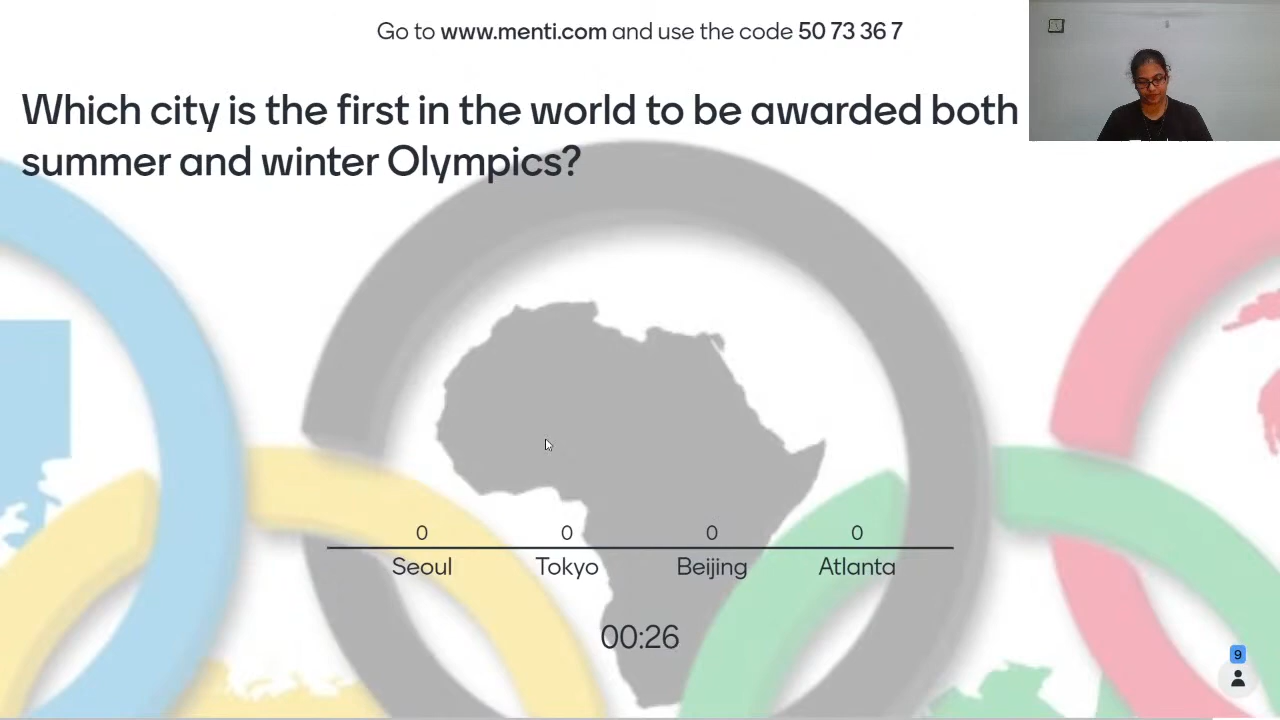 Go to www.menti.com and use the code 50 73 36 7
Which city is the first in the world to be awarded both
summer and winter Olympics?
0 0 0 0
Seoul Tokyo Beijing Atlanta
00:26
9